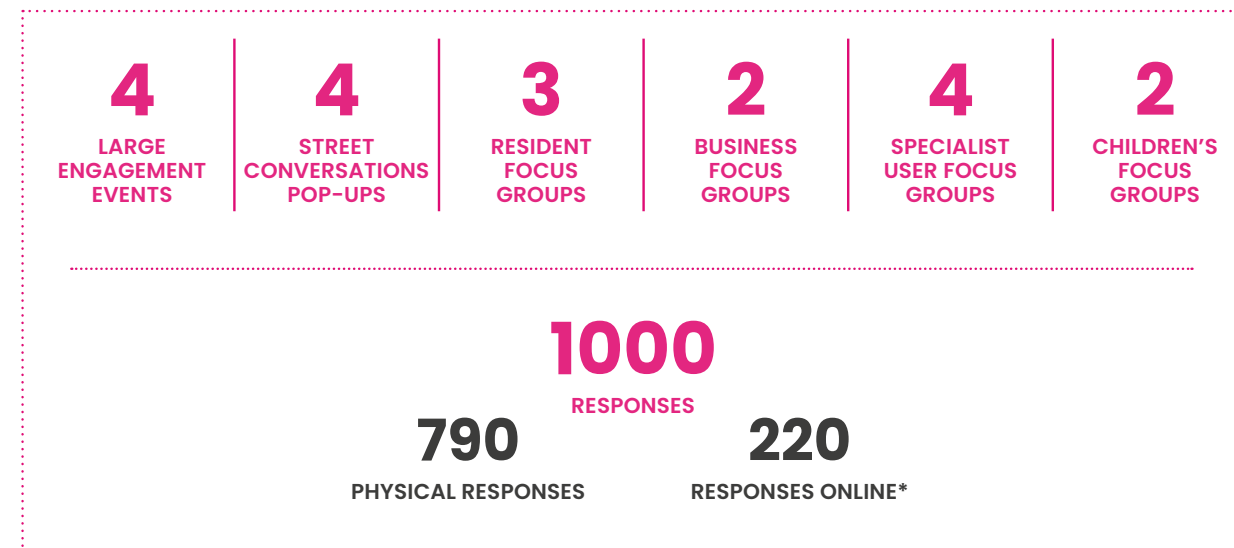 4
LARGE
ENGAGEMENT
EVENTS
4
STREET
CONVERSATIONS
POP-UPS
3
RESIDENT
FOCUS
GROUPS
2
BUSINESS
FOCUS
GROUPS
4
SPECIALIST
USER FOCUS
GROUPS
2
CHILDREN’S
FOCUS
GROUPS
1000
RESPONSES
790
PHYSICAL RESPONSES
220
RESPONSES ONLINE*